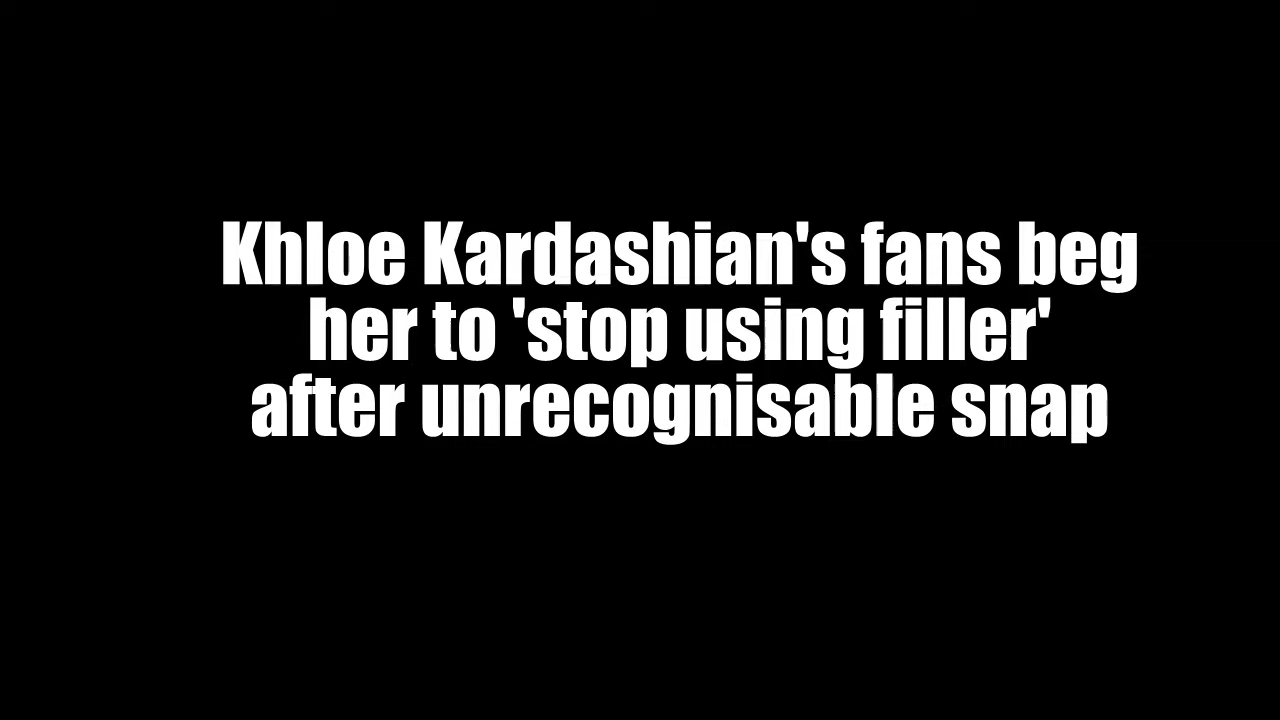 Khloe Kardashian's fans beg
her to 'stop using filler'
after unrecognisable snap